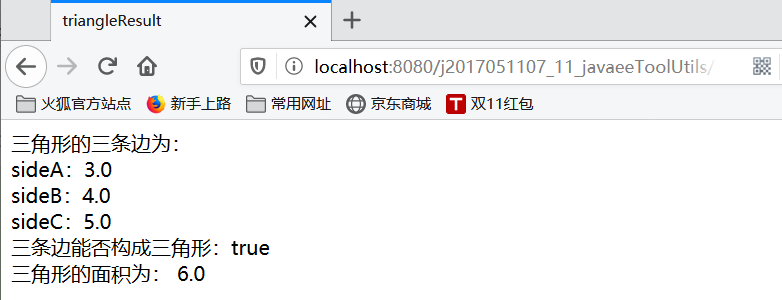 triangleResult
localhost:8080/j2017051107_11_javaeeToolUtils/
火狐官方站点 新手上路 常用网址 京东商城 T 双11红包
三角形的三条边为：
sideA：3.0
sideB：4.0
sideC：5.0
三条边能否构成三角形：true
三角形的面积为： 6.0